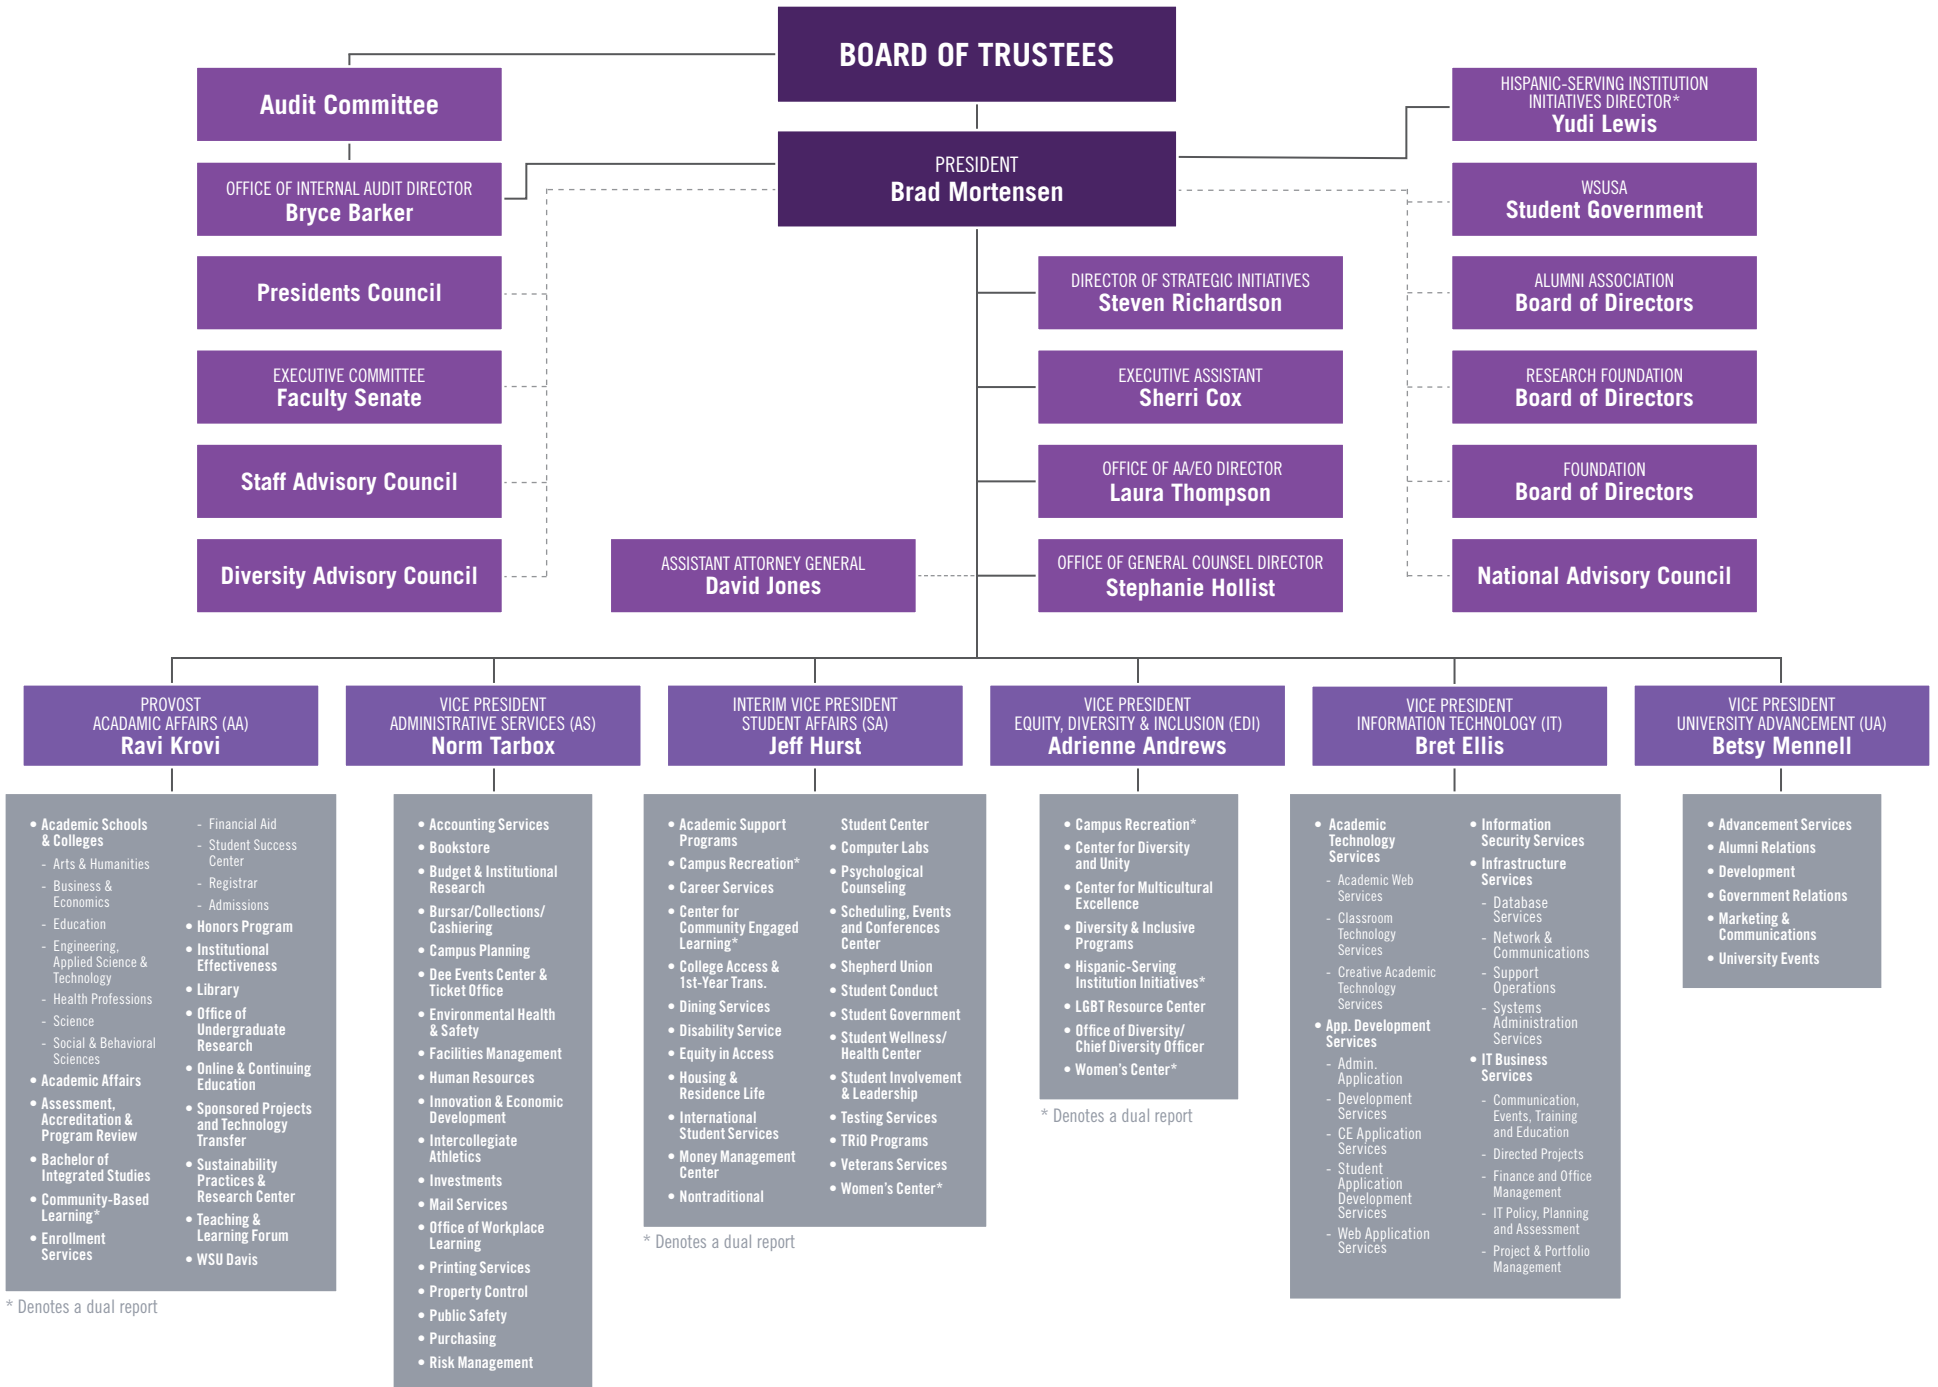 BOARD OF TRUSTEES
Audit Committee
HISPANIC-SERVING INSTITUTION
INITIATIVES DIRECTOR*
Yudi Lewis
PRESIDENT
Brad Mortensen
OFFICE OF INTERNAL AUDIT DIRECTOR
Bryce Barker
WSUSA
Student Government
Presidents Council
DIRECTOR OF STRATEGIC INITIATIVES
Steven Richardson
ALUMNI ASSOCIATION
Board of Directors
EXECUTIVE COMMITTEE
Faculty Senate
EXECUTIVE ASSISTANT
Sherri Cox
RESEARCH FOUNDATION
Board of Directors
Staff Advisory Council
OFFICE OF AA/EO DIRECTOR
Laura Thompson
FOUNDATION
Board of Directors
Diversity Advisory Council
ASSISTANT ATTORNEY GENERAL
David Jones
OFFICE OF GENERAL COUNSEL DIRECTOR
Stephanie Hollist
National Advisory Council
PROVOST
ACADAMIC AFFAIRS (AA)
Ravi Krovi
• Academic Schools
& Colleges
- Arts & Humanities
- Business &
Economics
- Education
- Engineering,
Applied Science &
Technology
- Health Professions
- Science
- Social & Behavioral
Sciences
• Academic Affairs
• Assessment,
Accreditation &
Program Review
• Bachelor of
Integrated Studies
• Community-Based
Learning*
• Enrollment
Services
- Financial Aid
- Student Success
Center
- Registrar
- Admissions
• Honors Program
• Institutional
Effectiveness
• Library
• Office of
Undergraduate
Research
• Online & Continuing
Education
• Sponsored Projects
and Technology
Transfer
• Sustainability
Practices &
Research Center
• Teaching &
Learning Forum
• WSU Davis
* Denotes a dual report
VICE PRESIDENT
ADMINISTRATIVE SERVICES (AS)
Norm Tarbox
• Accounting Services
• Bookstore
• Budget & Institutional
Research
• Bursar/Collections/
Cashiering
• Campus Planning
• Dee Events Center &
Ticket Office
• Environmental Health
& Safety
• Facilities Management
• Human Resources
• Innovation & Economic
Development
• Intercollegiate
Athletics
• Investments
• Mail Services
• Office of Workplace
Learning
• Printing Services
• Property Control
• Public Safety
• Purchasing
• Risk Management
INTERIM VICE PRESIDENT
STUDENT AFFAIRS (SA)
Jeff Hurst
• Academic Support
Programs
• Campus Recreation*
• Career Services
• Center for
Community Engaged
Learning*
• College Access &
1st-Year Trans.
• Dining Services
• Disability Service
• Equity in Access
• Housing &
Residence Life
• International
Student Services
• Money Management
Center
• Nontraditional
Student Center
• Computer Labs
• Psychological
Counseling
• Scheduling, Events
and Conferences
Center
• Shepherd Union
• Student Conduct
• Student Government
• Student Wellness/
Health Center
• Student Involvement
& Leadership
• Testing Services
• TRiO Programs
• Veterans Services
• Women's Center*
* Denotes a dual report
VICE PRESIDENT
EQUITY, DIVERSITY & INCLUSION (EDI)
Adrienne Andrews
• Campus Recreation*
• Center for Diversity
and Unity
• Center for Multicultural
Excellence
• Diversity & Inclusive
Programs
• Hispanic-Serving
Institution Initiatives*
• LGBT Resource Center
• Office of Diversity/
Chief Diversity Officer
• Women's Center*
* Denotes a dual report
VICE PRESIDENT
INFORMATION TECHNOLOGY (IT)
Bret Ellis
• Academic
Technology
Services
- Academic Web
Services
- Classroom
Technology
Services
- Creative Academic
Technology
Services
• App. Development
Services
- Admin.
Application
- Development
Services
- CE Application
Services
- Student
Application
Development
Services
- Web Application
Services
• Information
Security Services
• Infrastructure
Services
- Database
Services
- Network &
Communications
- Support
Operations
- Systems
Administration
Services
• IT Business
Services
- Communication,
Events, Training
and Education
- Directed Projects
- Finance and Office
Management
- IT Policy, Planning
and Assessment
- Project & Portfolio
Management
VICE PRESIDENT
UNIVERSITY ADVANCEMENT (UA)
Betsy Mennell
• Advancement Services
• Alumni Relations
• Development
• Government Relations
• Marketing &
Communications
• University Events